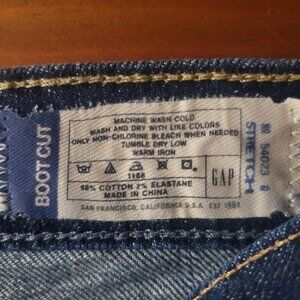 BOOT CUT
MACHINE WASH COLD
WASH AND DRY WITH LIKE COLORS
ONLY NON-CHLORINE BLEACH WHEN NEEDED
TUMBLE DRY LOW
WARM IRON
1166
98% COTTON 2% ELASTANE
MADE IN CHINA
GAP
SAN FRANCISCO, CALIFORNIA U.S.A. EST 1969
STRETCH